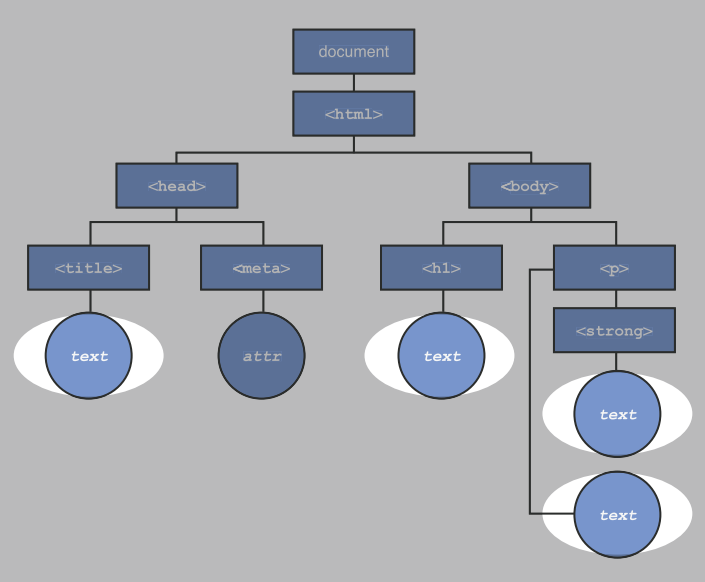 document
<html>
<head>
<body>
<title>
<meta>
<h1>
<p>
<strong>
text
attr
text
text
text